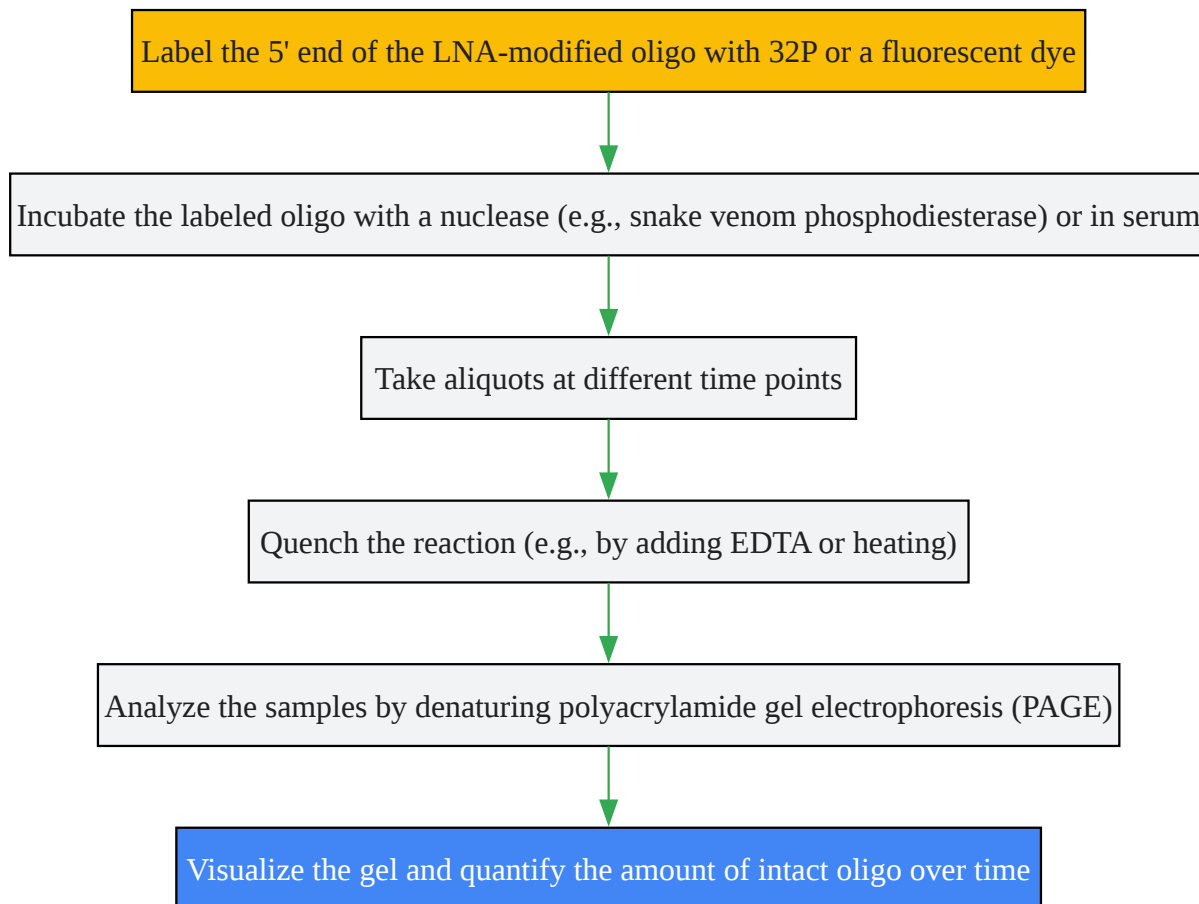 Label the 5' end of the LNA-modified oligo with 32P or a fluorescent dye
Incubate the labeled oligo with a nuclease (e.g., snake venom phosphodiesterase) or in serum
Take aliquots at different time points
Quench the reaction (e.g., by adding EDTA or heating)
Analyze the samples by denaturing polyacrylamide gel electrophoresis (PAGE)
Visualize the gel and quantify the amount of intact oligo over time